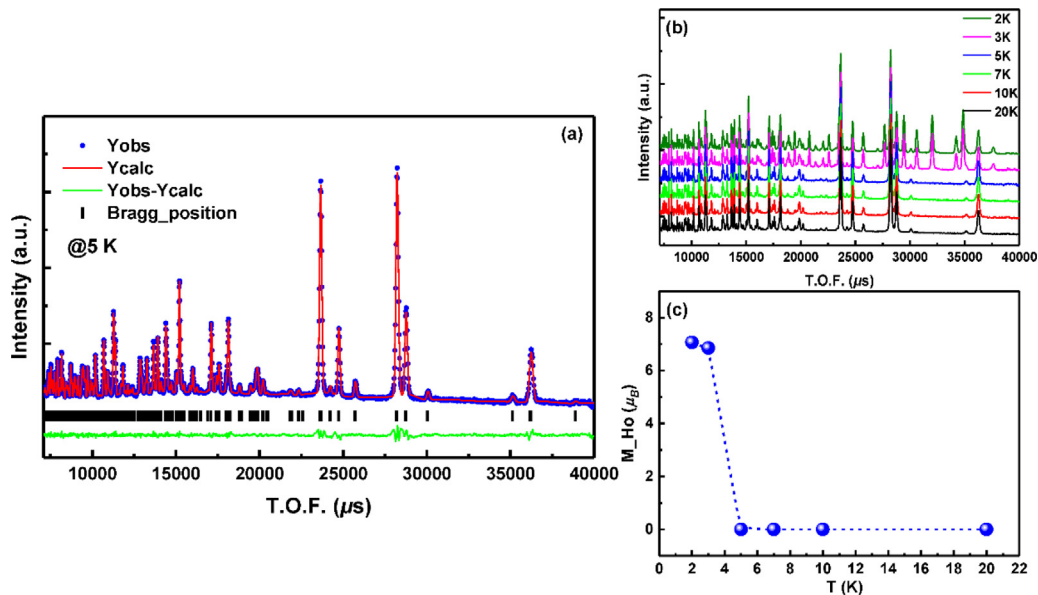 (a)
Yobs
Ycalc
Yobs-Ycalc
Bragg_position
@5 K
Intensity (a.u.)
10000 15000 20000 25000 30000 35000 40000
T.O.F. (μs)
(b)
2K
3K
5K
7K
10K
20K
Intensity (a.u.)
10000 15000 20000 25000 30000 35000 40000
T.O.F. (μs)
(c)
8
6
4
2
0
M_Ho (μB)
0 2 4 6 8 10 12 14 16 18 20 22
T (K)